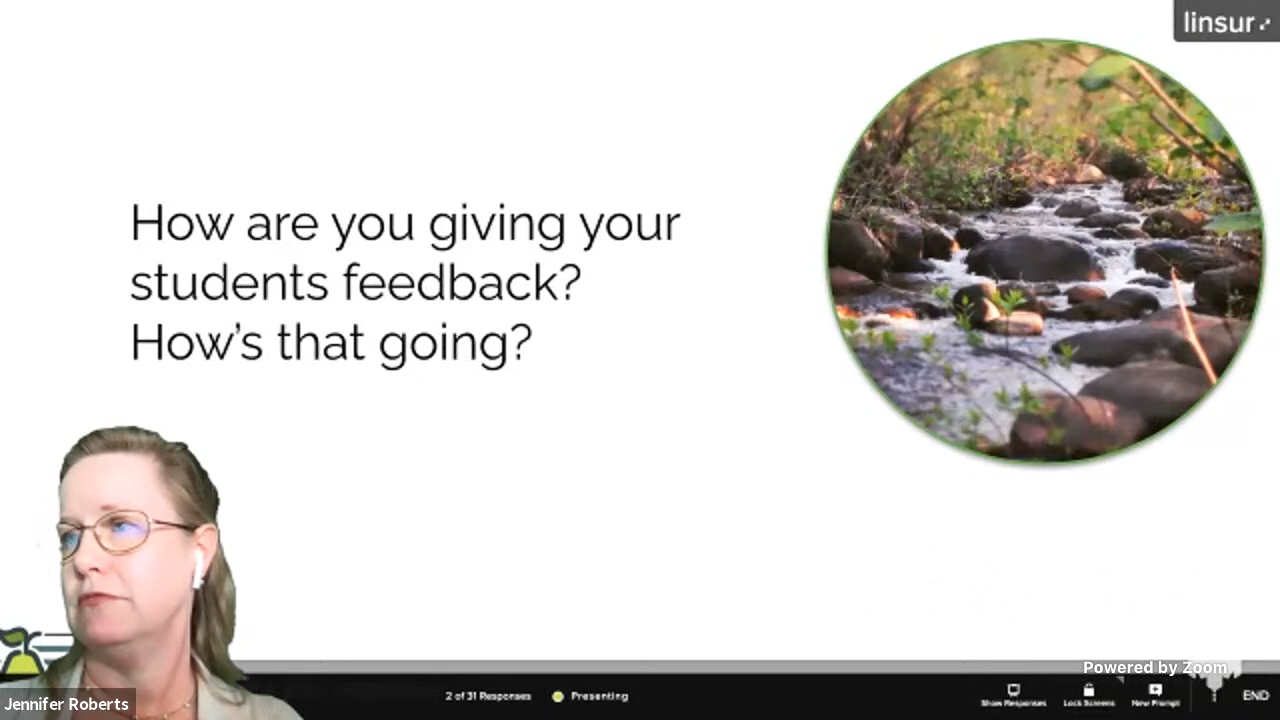 linsur
How are you giving your
students feedback?
How's that going?
Powered by Zoom
Jennifer Roberts
2 of 31 Responses
Presenting
Show Responses
Lock Screens
New Prompt
END